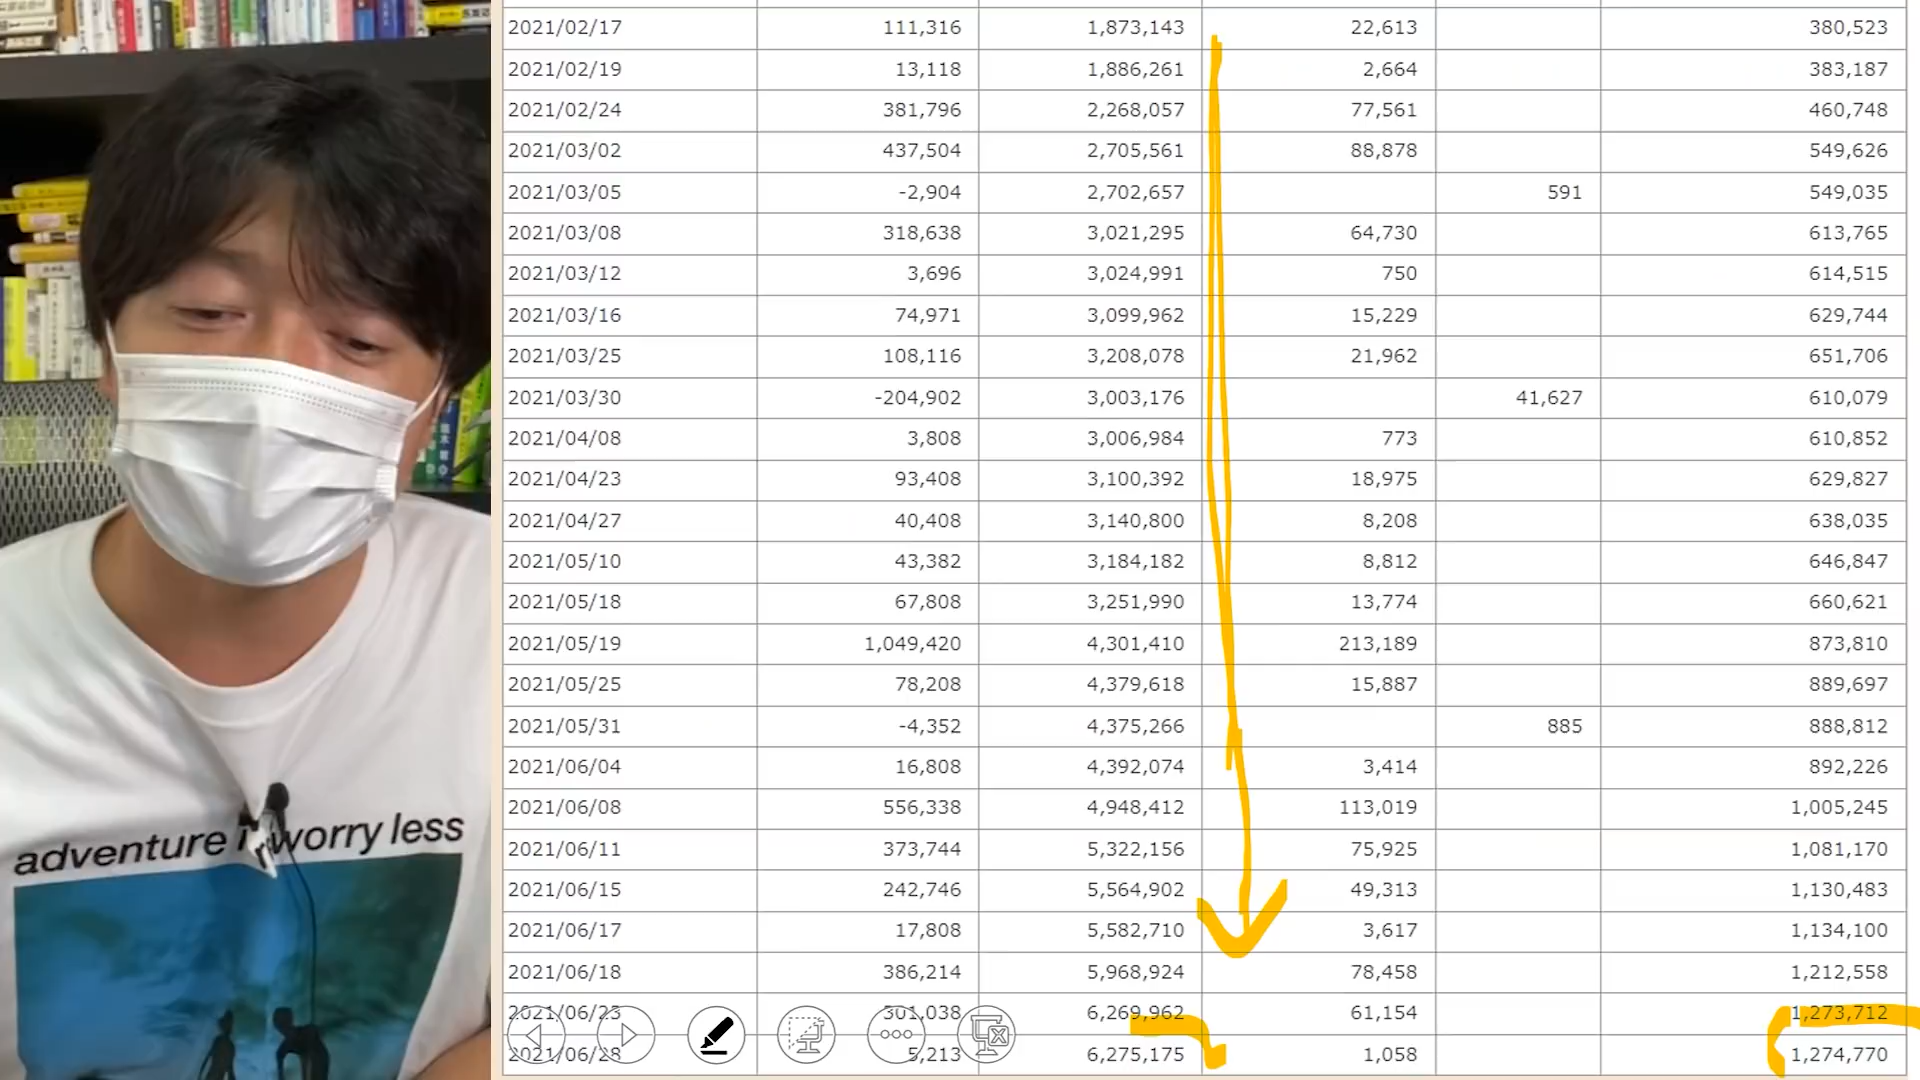 2021/02/17 111,316 1,873,143 22,613 380,523
2021/02/19 13,118 1,886,261 2,664 383,187
2021/02/24 381,796 2,268,057 77,561 460,748
2021/03/02 437,504 2,705,561 88,878 549,626
2021/03/05 -2,904 2,702,657 591 549,035
2021/03/08 318,638 3,021,295 64,730 613,765
2021/03/12 3,696 3,024,991 750 614,515
2021/03/16 74,971 3,099,962 15,229 629,744
2021/03/25 108,116 3,208,078 21,962 651,706
2021/03/30 -204,902 3,003,176 41,627 610,079
2021/04/08 3,808 3,006,984 773 610,852
2021/04/23 93,408 3,100,392 18,975 629,827
2021/04/27 40,408 3,140,800 8,208 638,035
2021/05/10 43,382 3,184,182 8,812 646,847
2021/05/18 67,808 3,251,990 13,774 660,621
2021/05/19 1,049,420 4,301,410 213,189 873,810
2021/05/25 78,208 4,379,618 15,887 889,697
2021/05/31 -4,352 4,375,266 885 888,812
2021/06/04 16,808 4,392,074 3,414 892,226
2021/06/08 556,338 4,948,412 113,019 1,005,245
2021/06/11 373,744 5,322,156 75,925 1,081,170
2021/06/15 242,746 5,564,902 49,313 1,130,483
2021/06/17 17,808 5,582,710 3,617 1,134,100
2021/06/18 386,214 5,968,924 78,458 1,212,558
2021/06/23 301,038 6,269,962 61,154 1,273,712
2021/06/28 5,213 6,275,175 1,058 1,274,770
adventure worry less